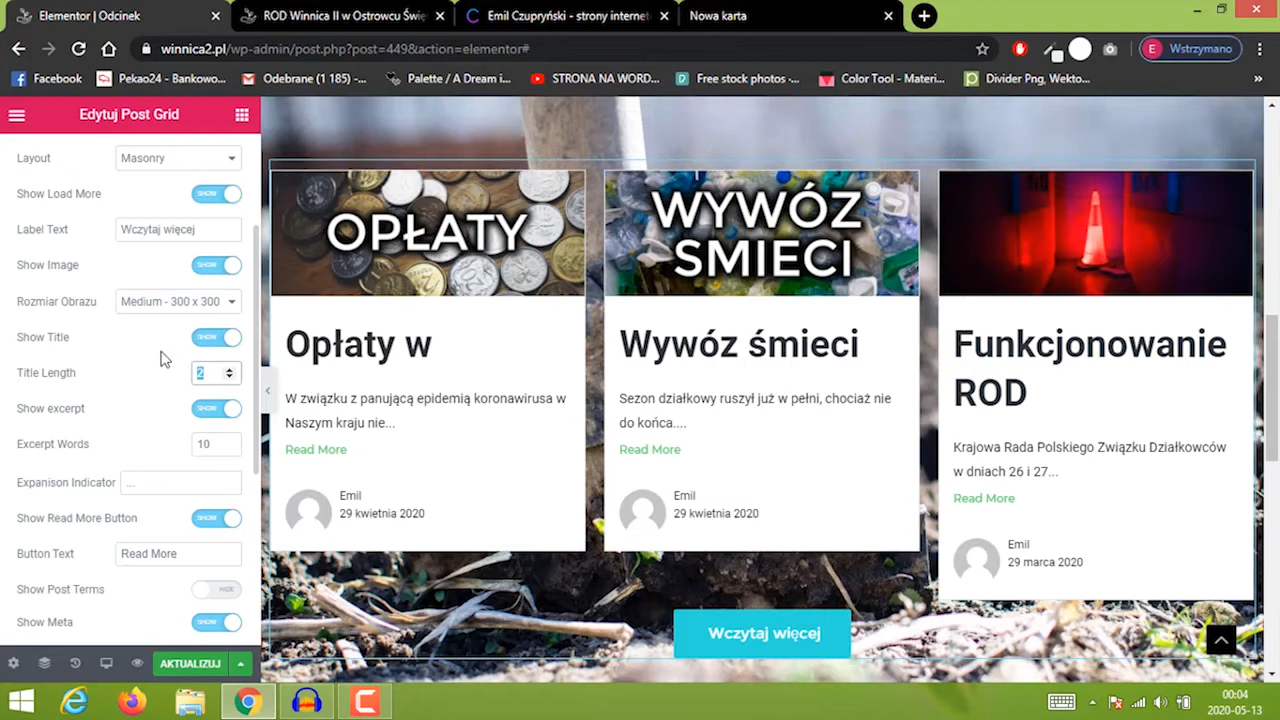 Elementor | Odcinek
ROD Winnica II w Ostrowcu Świę
Emil Czupryński - strony internet
Nowa karta
winnica2.pl/wp-admin/post.php?post=449&action=elementor#
E Wstrzymano
Facebook
Pekao24 - Bankowo...
Odebrane (1 185) -...
Palette / A Dream i...
STRONA NA WORD...
Free stock photos -...
Color Tool - Materi...
Divider Png, Wekto...
»
Edytuj Post Grid
Layout Masonry
Show Load More SHOW
Label Text Wczytaj więcej
Show Image SHOW
Rozmiar Obrazu Medium - 300 x 300
Show Title SHOW
Title Length 2
Show excerpt SHOW
Excerpt Words 10
Expanison Indicator ...
Show Read More Button SHOW
Button Text Read More
Show Post Terms HIDE
Show Meta SHOW
AKTUALIZUJ
OPŁATY
Opłaty w
W związku z panującą epidemią koronawirusa w
Naszym kraju nie...
Read More
Emil
29 kwietnia 2020
WYWÓZ
SMIECI
Wywóz śmieci
Sezon działkowy ruszył już w pełni, chociaż nie
do końca....
Read More
Emil
29 kwietnia 2020
Funkcjonowanie
ROD
Krajowa Rada Polskiego Związku Działkowców
w dniach 26 i 27...
Read More
Emil
29 marca 2020
Wczytaj więcej
00:04
2020-05-13